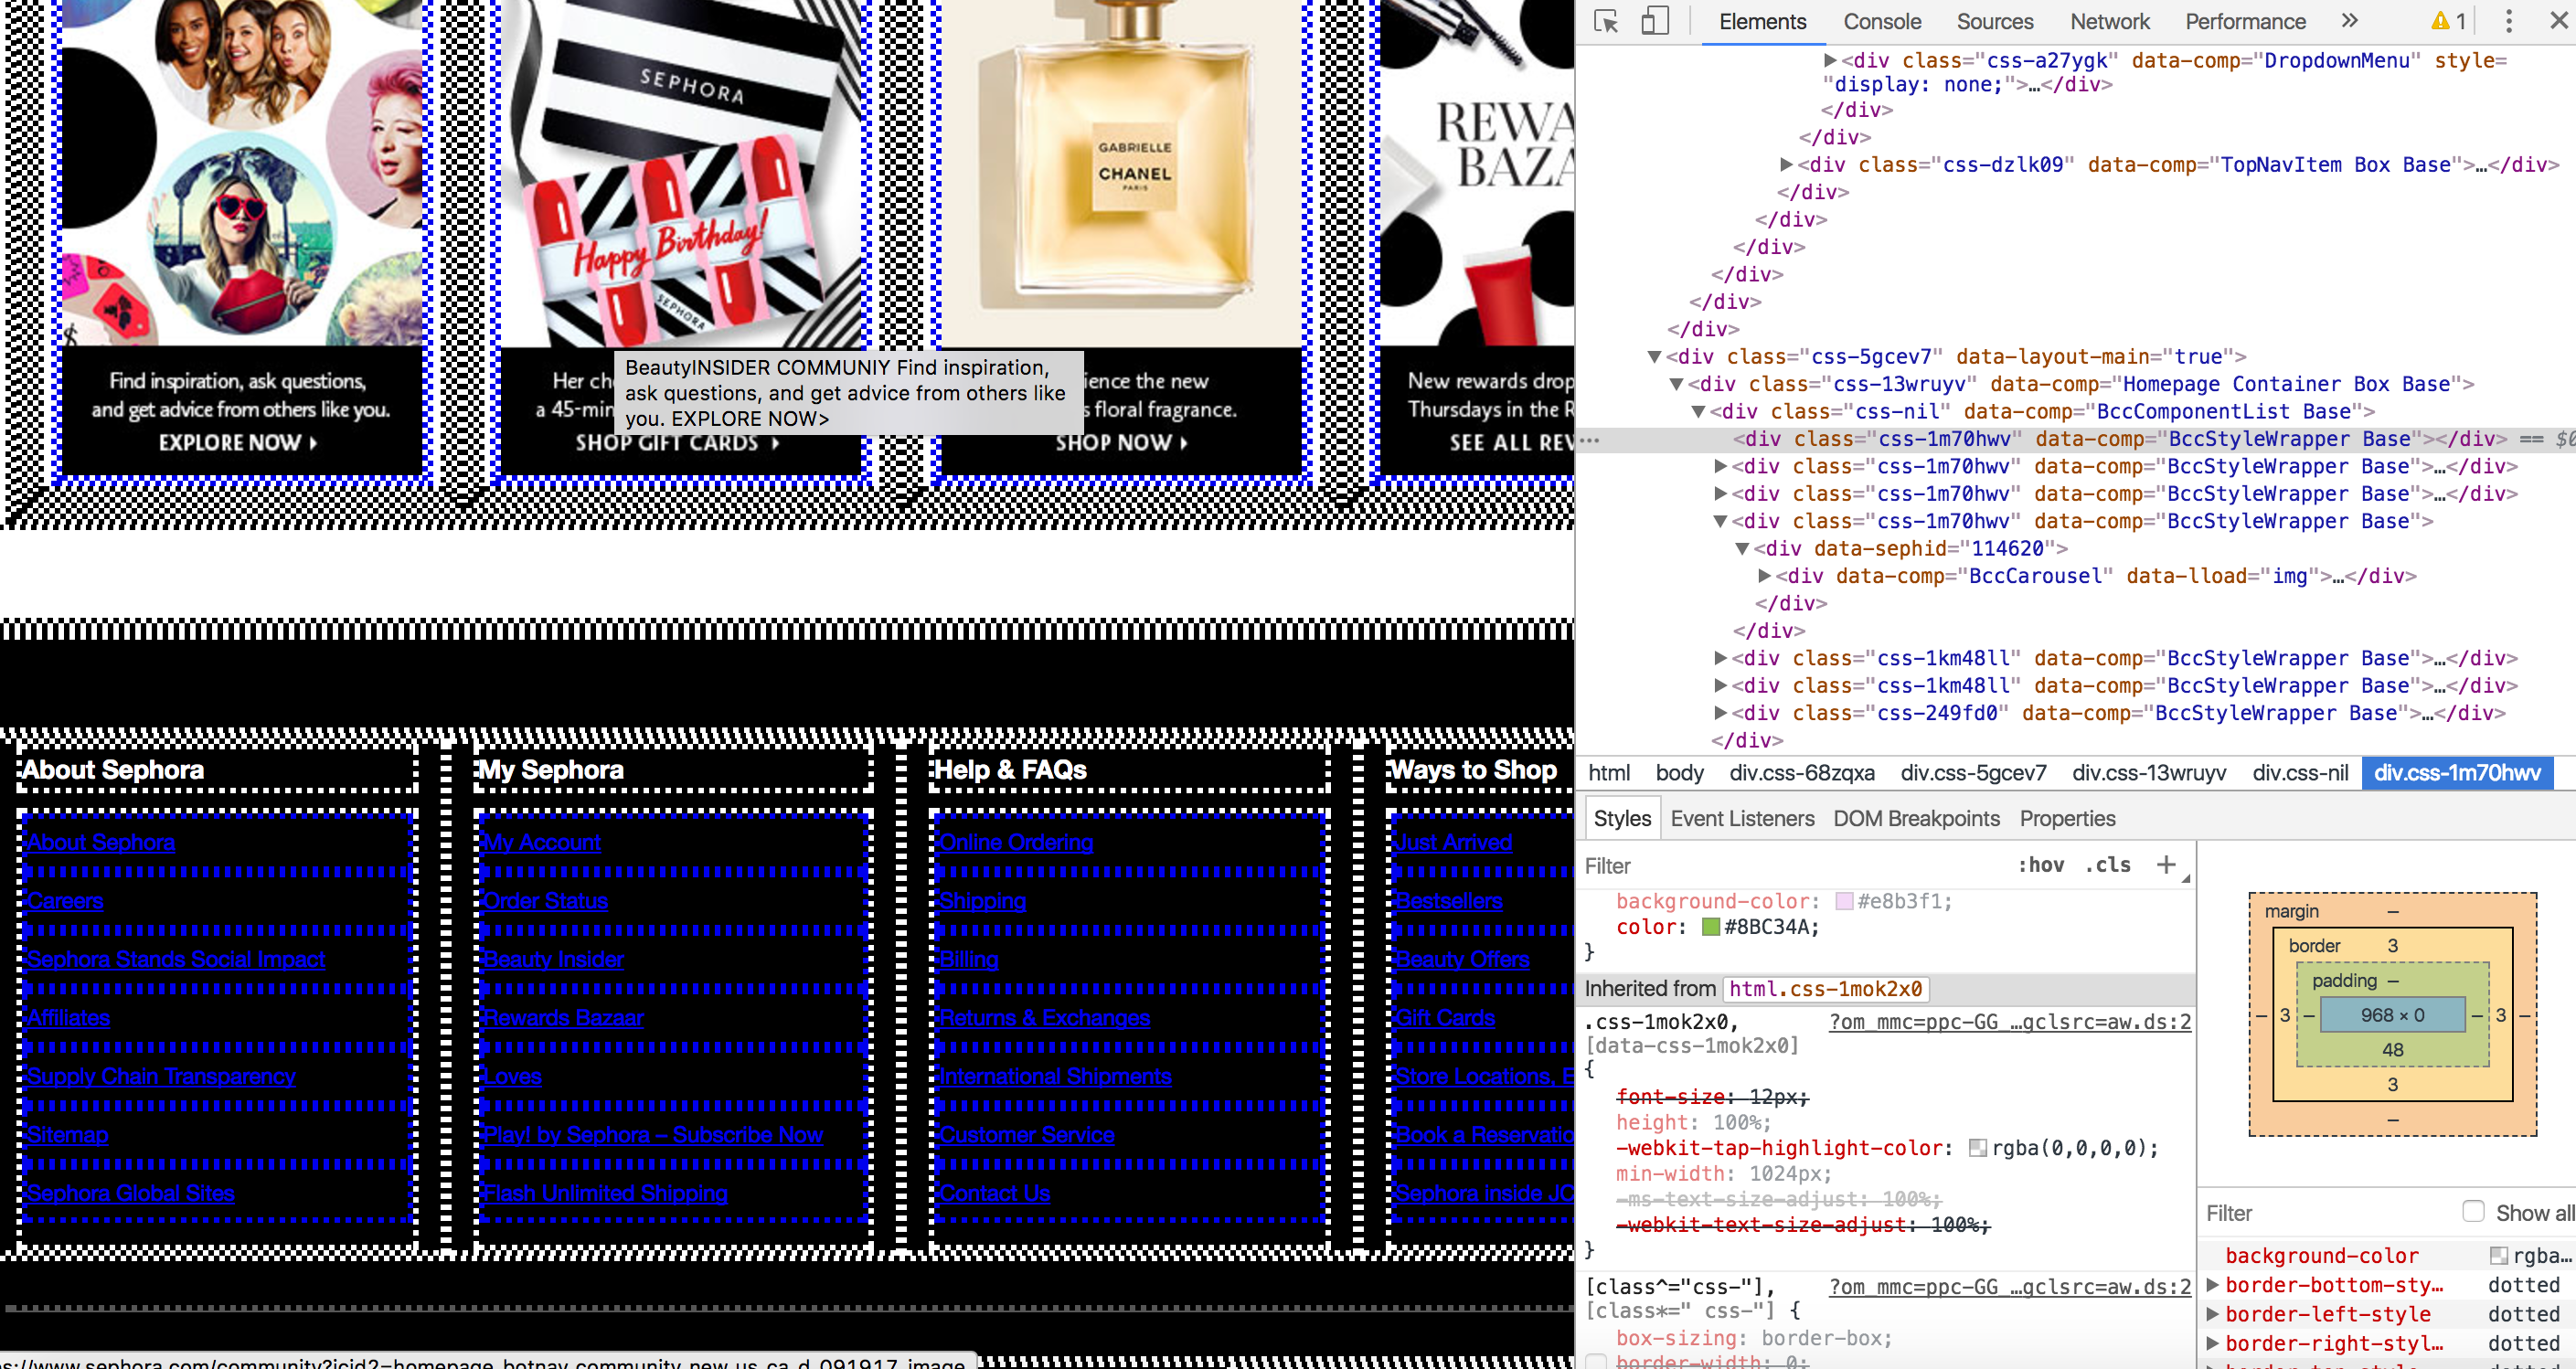 SEPHORA
Happy Birthday!
SEPHORA
GABRIELLE
CHANEL
PARIS
REWA
BAZA
$
Find inspiration, ask questions,
and get advice from others like you.
EXPLORE NOW
Her ch
a 45-min
SHOP GIFT CARDS
BeautyINSIDER COMMUNIY Find inspiration,
ask questions, and get advice from others like
you. EXPLORE NOW>
ience the new
s floral fragrance.
SHOP NOW
New rewards drop
Thursdays in the R
SEE ALL REW
About Sephora
About Sephora
Careers
Sephora Stands Social Impact
Affiliates
Supply Chain Transparency
Sitemap
Sephora Global Sites
My Sephora
My Account
Order Status
Beauty Insider
Rewards Bazaar
Loves
Play! by Sephora – Subscribe Now
Flash Unlimited Shipping
Help & FAQs
Online Ordering
Shipping
Billing
Returns & Exchanges
International Shipments
Customer Service
Contact Us
Ways to Shop
Just Arrived
Bestsellers
Beauty Offers
Gift Cards
Store Locations, E
Book a Reservatio
Sephora inside JC
s://www.sephora.com/community?icid2=homepage_botnav_community_new_us_ca_d_091917_image
Elements Console Sources Network Performance » 1
<div class="css-a27ygk" data-comp="DropdownMenu" style=
"display: none;">…</div>
</div>
</div>
<div class="css-dzlk09" data-comp="TopNavItem Box Base">…</div>
</div>
</div>
</div>
</div>
</div>
</div>
<div class="css-5gcev7" data-layout-main="true">
<div class="css-13wruyv" data-comp="Homepage Container Box Base">
<div class="css-nil" data-comp="BccComponentList Base">
… <div class="css-1m70hwv" data-comp="BccStyleWrapper Base"></div> == $0
<div class="css-1m70hwv" data-comp="BccStyleWrapper Base">…</div>
<div class="css-1m70hwv" data-comp="BccStyleWrapper Base">…</div>
<div class="css-1m70hwv" data-comp="BccStyleWrapper Base">
<div data-sephid="114620">
<div data-comp="BccCarousel" data-lload="img">…</div>
</div>
</div>
<div class="css-1km48ll" data-comp="BccStyleWrapper Base">…</div>
<div class="css-1km48ll" data-comp="BccStyleWrapper Base">…</div>
<div class="css-249fd0" data-comp="BccStyleWrapper Base">…</div>
</div>
html body div.css-68zqxa div.css-5gcev7 div.css-13wruyv div.css-nil div.css-1m70hwv
Styles Event Listeners DOM Breakpoints Properties
Filter :hov .cls +
background-color: #e8b3f1;
color: #8BC34A;
}
Inherited from html.css-1mok2x0
.css-1mok2x0, ?om_mmc=ppc-GG_…gclsrc=aw.ds:2
[data-css-1mok2x0]
{
font-size: 12px;
height: 100%;
-webkit-tap-highlight-color: rgba(0,0,0,0);
min-width: 1024px;
-ms-text-size-adjust: 100%;
-webkit-text-size-adjust: 100%;
}
[class^="css-"], ?om_mmc=ppc-GG_…gclsrc=aw.ds:2
[class*=" css-"] {
box-sizing: border-box;
border-width: 0;
margin –
border 3
padding –
– 3 – 968 × 0 – 3 –
48
3
–
Filter Show all
background-color rgba…
border-bottom-sty… dotted
border-left-style dotted
border-right-styl… dotted